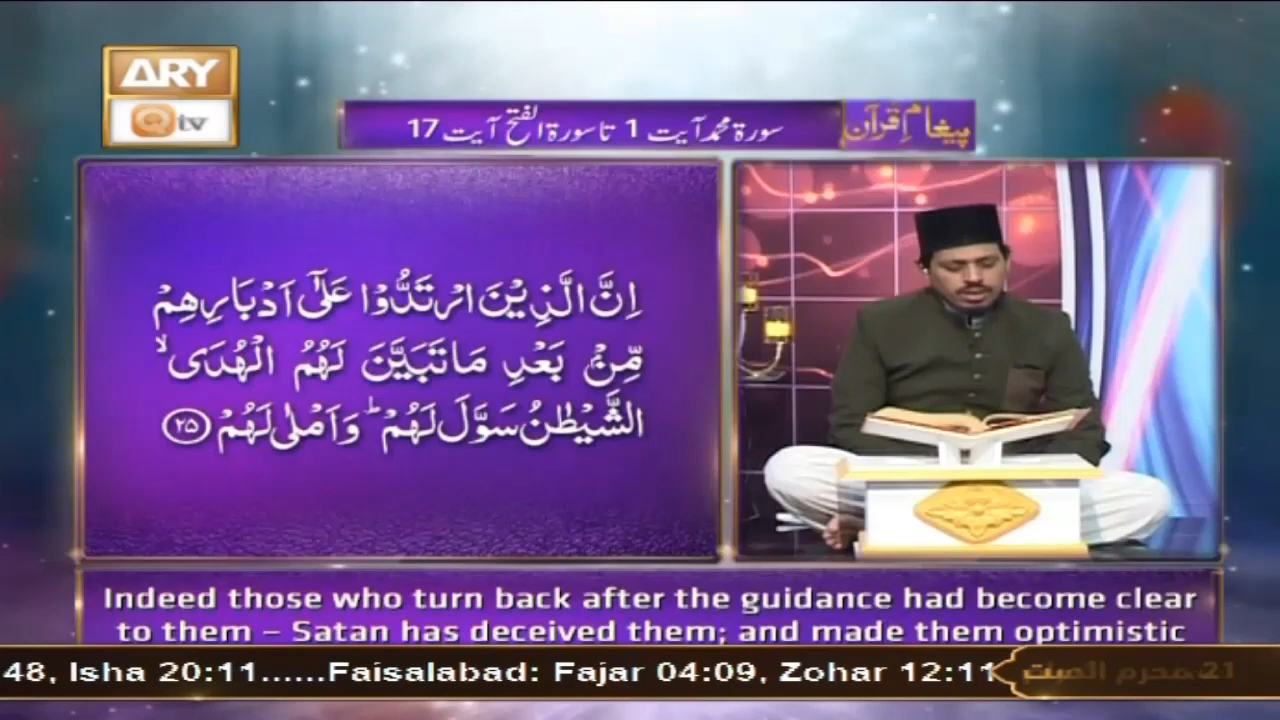 ARY
Qtv
پیغامِ قرآن
سورۃ محمد آیت 1 تا سورۃ الفتح آیت 17
اِنَّ الَّذِیْنَ ارْتَدُّوْا عَلٰۤی اَدْبَارِهِمْ
مِّنْۢ بَعْدِ مَا تَبَیَّنَ لَهُمُ الْهُدَی ۙ
الشَّیْطٰنُ سَوَّلَ لَهُمْ ؕ وَ اَمْلٰی لَهُمْ ﴿۲۵﴾
Indeed those who turn back after the guidance had become clear
to them – Satan has deceived them; and made them optimistic
48, Isha 20:11......Faisalabad: Fajar 04:09, Zohar 12:11
21 محرم